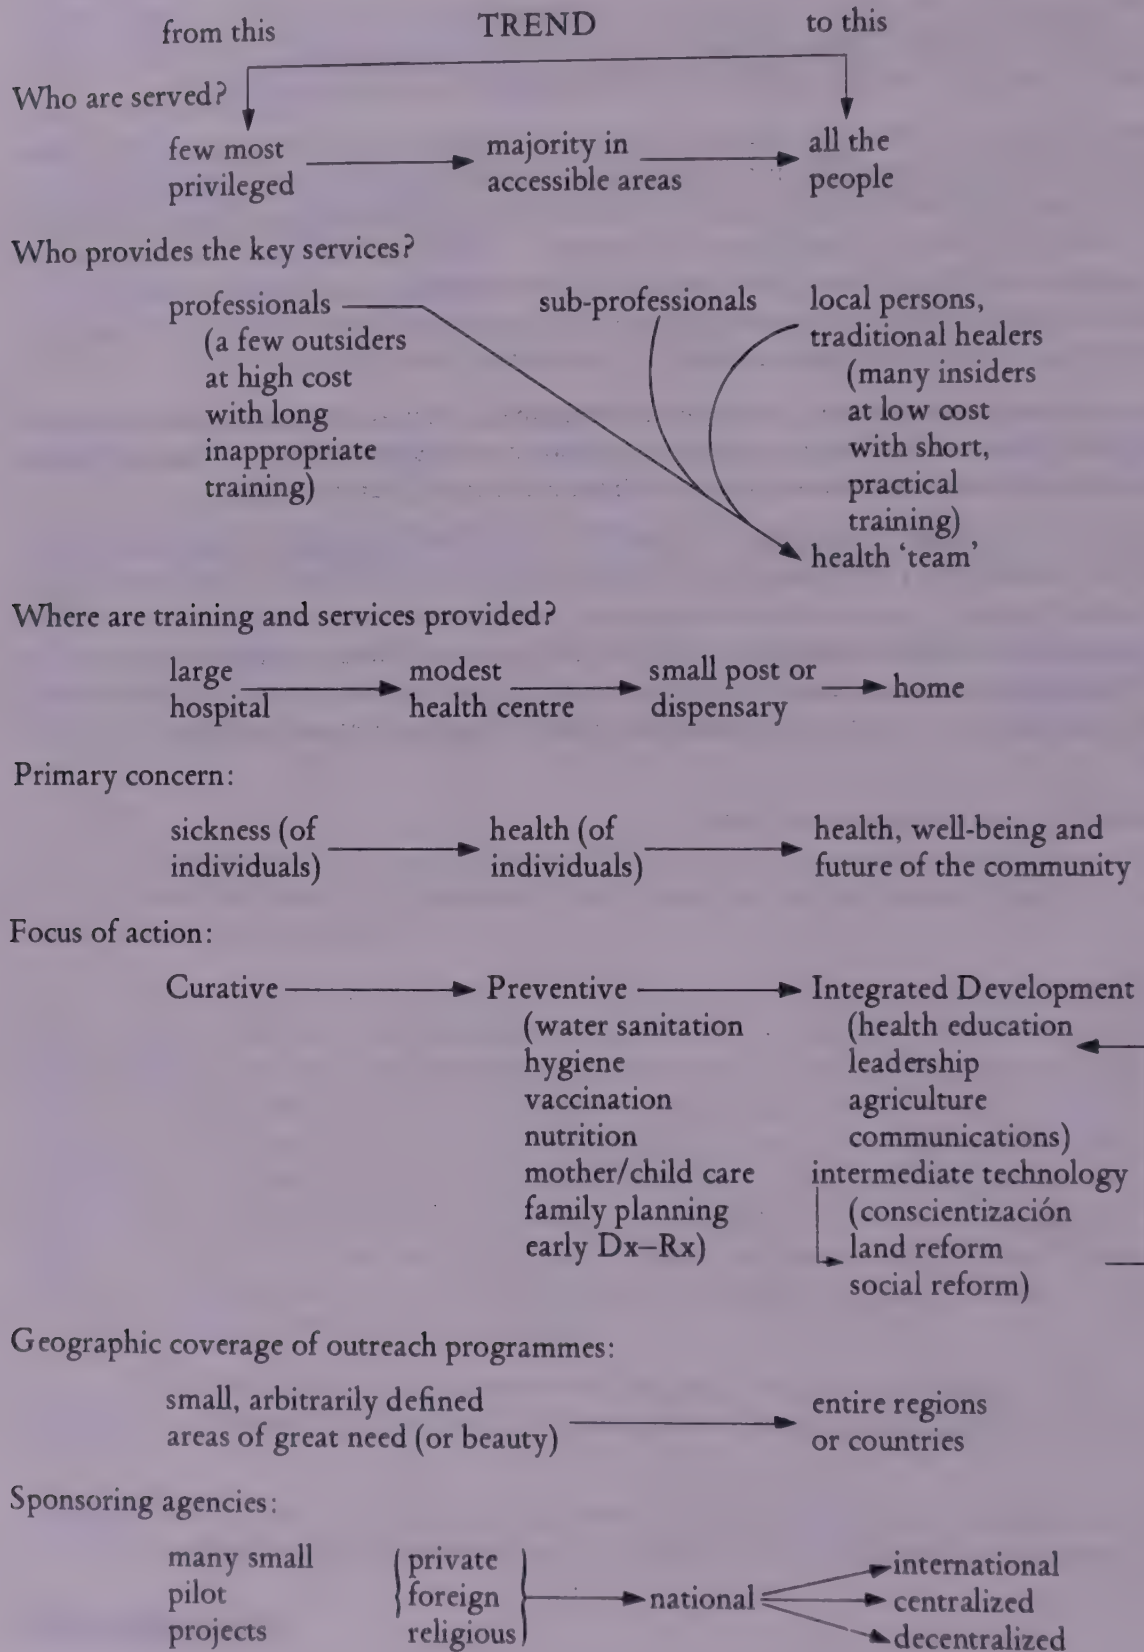 from this TREND to this
Who are served?
few most
privileged
majority in
accessible areas
all the
people
Who provides the key services?
professionals
(a few outsiders
at high cost
with long
inappropriate
training)
sub-professionals
local persons,
traditional healers
(many insiders
at low cost
with short,
practical
training)
health ‘team’
Where are training and services provided?
large
hospital
modest
health centre
small post or
dispensary
home
Primary concern:
sickness (of
individuals)
health (of
individuals)
health, well-being and
future of the community
Focus of action:
Curative
Preventive
(water sanitation
hygiene
vaccination
nutrition
mother/child care
family planning
early Dx–Rx)
Integrated Development
(health education
leadership
agriculture
communications)
intermediate technology
(conscientización
land reform
social reform)
Geographic coverage of outreach programmes:
small, arbitrarily defined
areas of great need (or beauty)
entire regions
or countries
Sponsoring agencies:
many small
pilot
projects
private
foreign
religious
national
international
centralized
decentralized